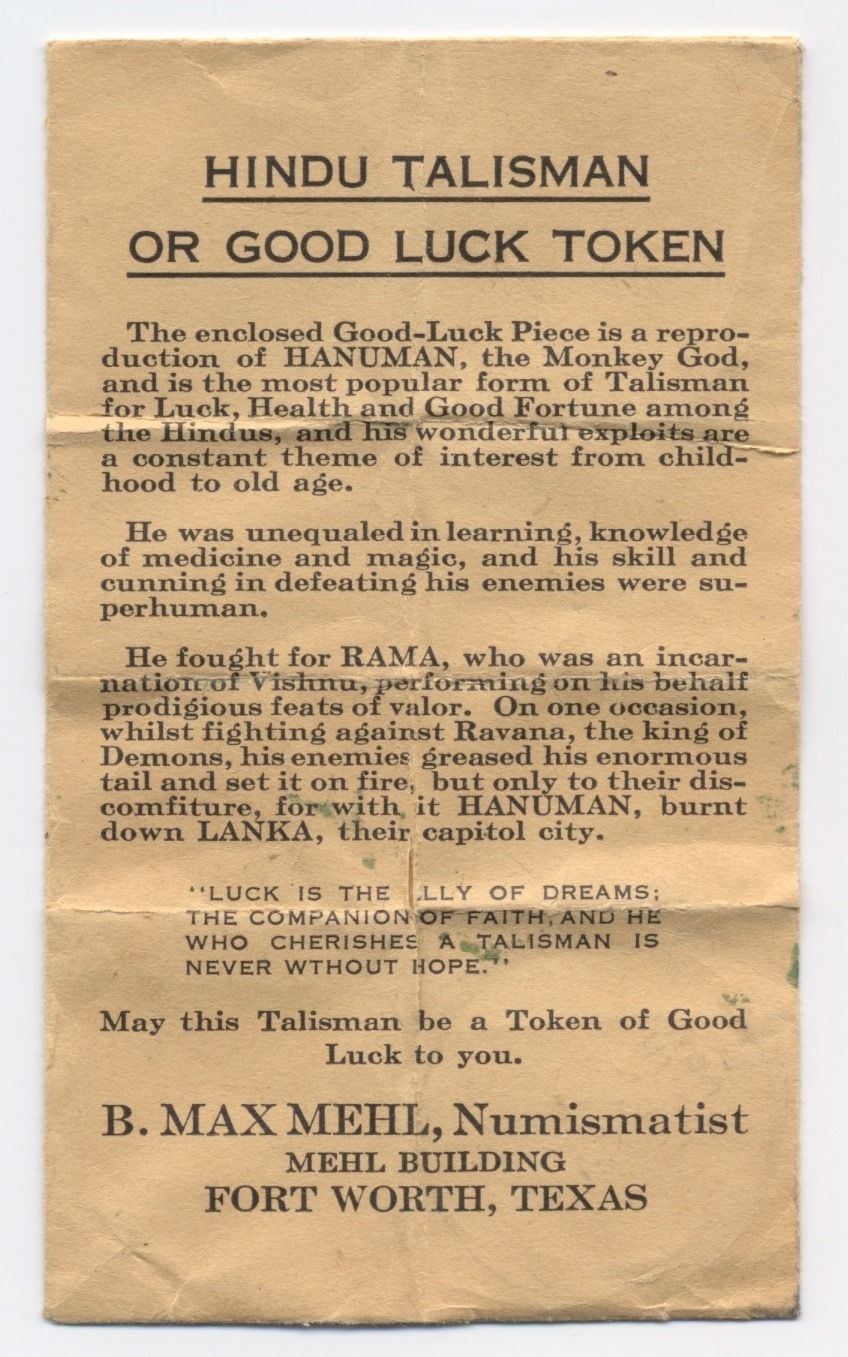 HINDU TALISMAN
OR GOOD LUCK TOKEN
The enclosed Good-Luck Piece is a repro-
duction of HANUMAN, the Monkey God,
and is the most popular form of Talisman
for Luck, Health and Good Fortune among
the Hindus, and his wonderful exploits are
a constant theme of interest from child-
hood to old age.
He was unequaled in learning, knowledge
of medicine and magic, and his skill and
cunning in defeating his enemies were su-
perhuman.
He fought for RAMA, who was an incar-
nation of Vishnu, performing on his behalf
prodigious feats of valor. On one occasion,
whilst fighting against Ravana, the king of
Demons, his enemies greased his enormous
tail and set it on fire, but only to their dis-
comfiture, for with it HANUMAN, burnt
down LANKA, their capitol city.
"LUCK IS THE ALLY OF DREAMS;
THE COMPANION OF FAITH, AND HE
WHO CHERISHES A TALISMAN IS
NEVER WTHOUT HOPE."
May this Talisman be a Token of Good
Luck to you.
B. MAX MEHL, Numismatist
MEHL BUILDING
FORT WORTH, TEXAS